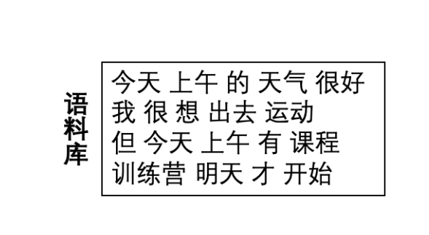 语料库
今天 上午 的 天气 很好
我 很 想 出去 运动
但 今天 上午 有 课程
训练营 明天 才 开始